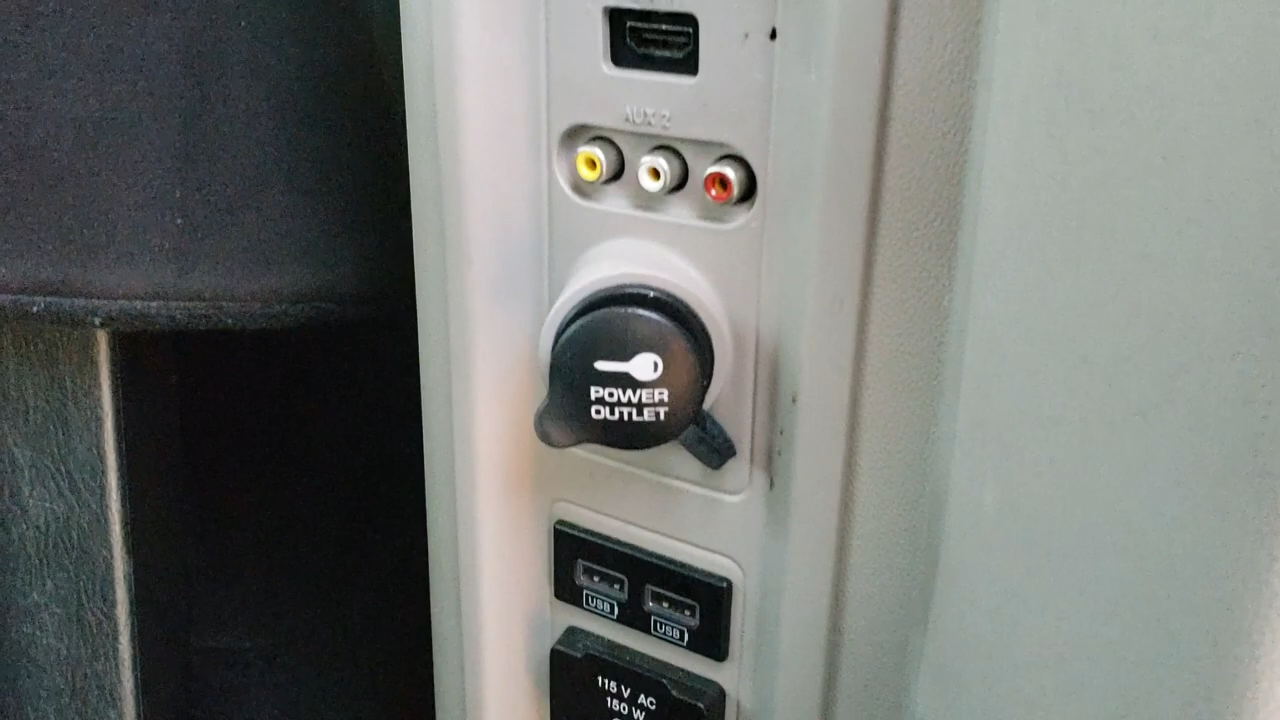 AUX 2
POWER
OUTLET
USB
USB
115 V AC
150 W